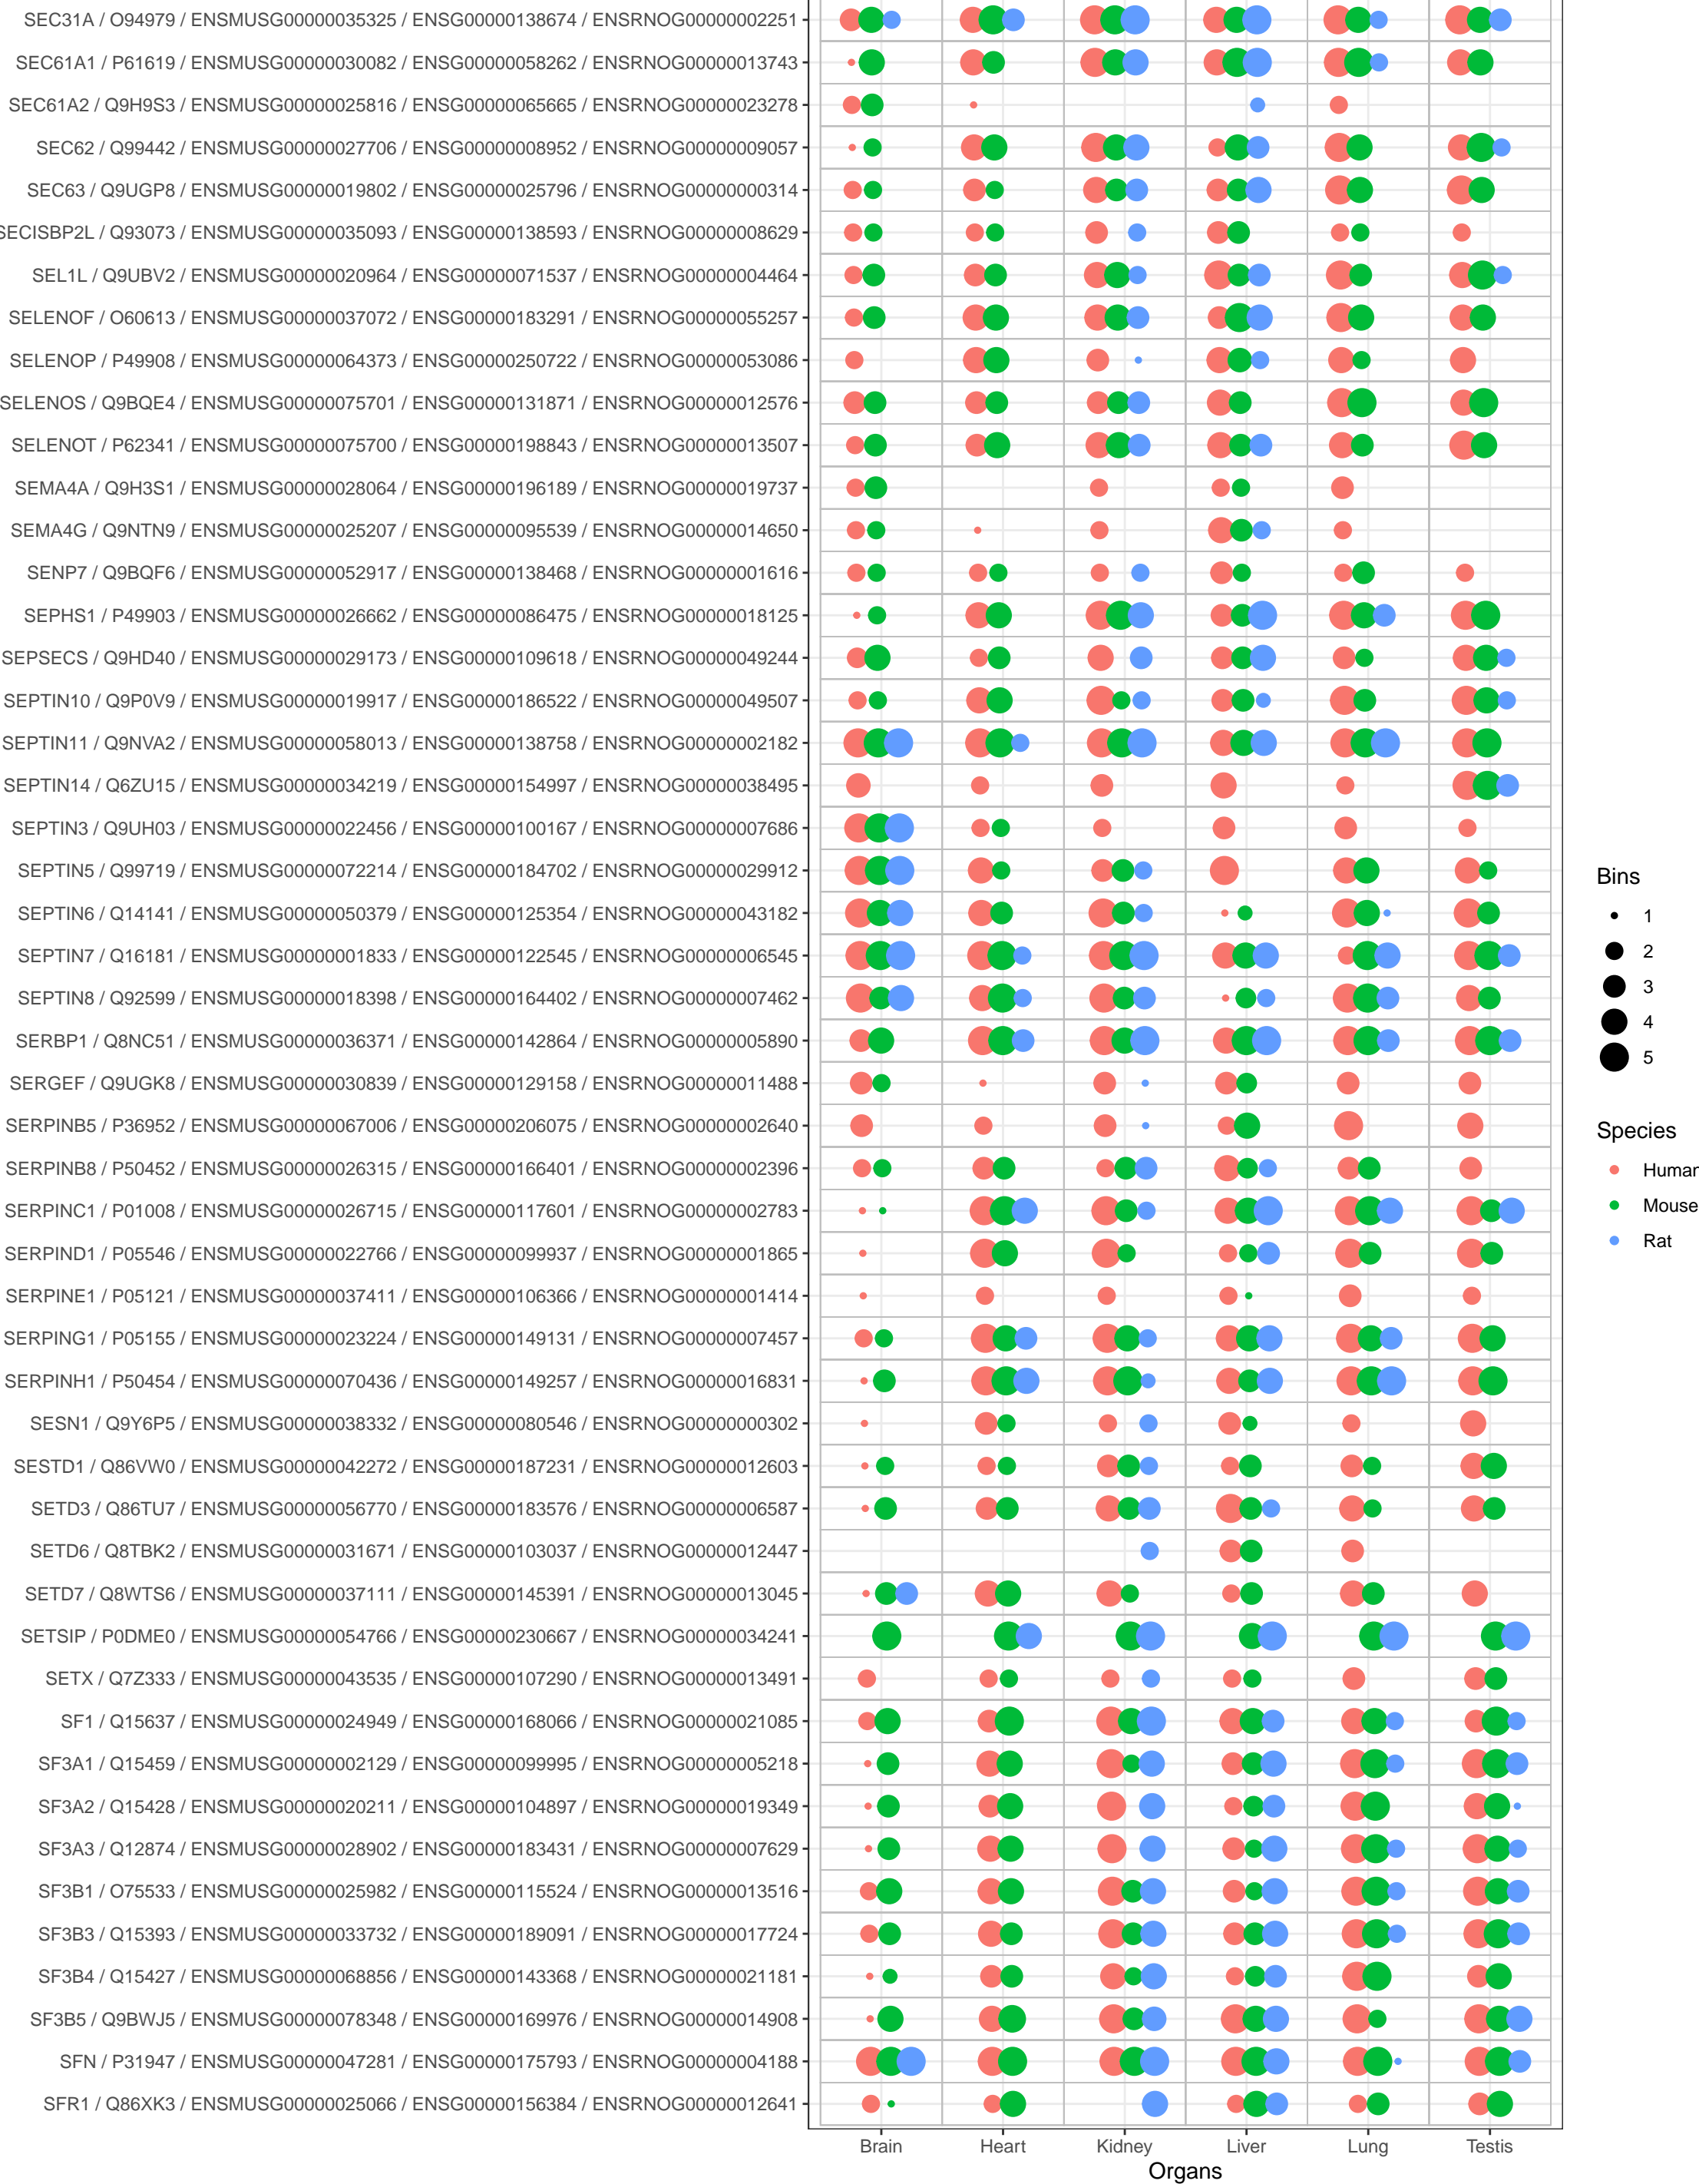 SEC31A / O94979 / ENSMUSG00000035325 / ENSG00000138674 / ENSRNOG00000002251
SEC61A1 / P61619 / ENSMUSG00000030082 / ENSG00000058262 / ENSRNOG00000013743
SEC61A2 / Q9H9S3 / ENSMUSG00000025816 / ENSG00000065665 / ENSRNOG00000023278
SEC62 / Q99442 / ENSMUSG00000027706 / ENSG00000008952 / ENSRNOG00000009057
SEC63 / Q9UGP8 / ENSMUSG00000019802 / ENSG00000025796 / ENSRNOG00000000314
SECISBP2L / Q93073 / ENSMUSG00000035093 / ENSG00000138593 / ENSRNOG00000008629
SEL1L / Q9UBV2 / ENSMUSG00000020964 / ENSG00000071537 / ENSRNOG00000004464
SELENOF / O60613 / ENSMUSG00000037072 / ENSG00000183291 / ENSRNOG00000055257
SELENOP / P49908 / ENSMUSG00000064373 / ENSG00000250722 / ENSRNOG00000053086
SELENOS / Q9BQE4 / ENSMUSG00000075701 / ENSG00000131871 / ENSRNOG00000012576
SELENOT / P62341 / ENSMUSG00000075700 / ENSG00000198843 / ENSRNOG00000013507
SEMA4A / Q9H3S1 / ENSMUSG00000028064 / ENSG00000196189 / ENSRNOG00000019737
SEMA4G / Q9NTN9 / ENSMUSG00000025207 / ENSG00000095539 / ENSRNOG00000014650
SENP7 / Q9BQF6 / ENSMUSG00000052917 / ENSG00000138468 / ENSRNOG00000001616
SEPHS1 / P49903 / ENSMUSG00000026662 / ENSG00000086475 / ENSRNOG00000018125
SEPSECS / Q9HD40 / ENSMUSG00000029173 / ENSG00000109618 / ENSRNOG00000049244
SEPTIN10 / Q9P0V9 / ENSMUSG00000019917 / ENSG00000186522 / ENSRNOG00000049507
SEPTIN11 / Q9NVA2 / ENSMUSG00000058013 / ENSG00000138758 / ENSRNOG00000002182
SEPTIN14 / Q6ZU15 / ENSMUSG00000034219 / ENSG00000154997 / ENSRNOG00000038495
SEPTIN3 / Q9UH03 / ENSMUSG00000022456 / ENSG00000100167 / ENSRNOG00000007686
SEPTIN5 / Q99719 / ENSMUSG00000072214 / ENSG00000184702 / ENSRNOG00000029912
SEPTIN6 / Q14141 / ENSMUSG00000050379 / ENSG00000125354 / ENSRNOG00000043182
SEPTIN7 / Q16181 / ENSMUSG00000001833 / ENSG00000122545 / ENSRNOG00000006545
SEPTIN8 / Q92599 / ENSMUSG00000018398 / ENSG00000164402 / ENSRNOG00000007462
SERBP1 / Q8NC51 / ENSMUSG00000036371 / ENSG00000142864 / ENSRNOG00000005890
SERGEF / Q9UGK8 / ENSMUSG00000030839 / ENSG00000129158 / ENSRNOG00000011488
SERPINB5 / P36952 / ENSMUSG00000067006 / ENSG00000206075 / ENSRNOG00000002640
SERPINB8 / P50452 / ENSMUSG00000026315 / ENSG00000166401 / ENSRNOG00000002396
SERPINC1 / P01008 / ENSMUSG00000026715 / ENSG00000117601 / ENSRNOG00000002783
SERPIND1 / P05546 / ENSMUSG00000022766 / ENSG00000099937 / ENSRNOG00000001865
SERPINE1 / P05121 / ENSMUSG00000037411 / ENSG00000106366 / ENSRNOG00000001414
SERPING1 / P05155 / ENSMUSG00000023224 / ENSG00000149131 / ENSRNOG00000007457
SERPINH1 / P50454 / ENSMUSG00000070436 / ENSG00000149257 / ENSRNOG00000016831
SESN1 / Q9Y6P5 / ENSMUSG00000038332 / ENSG00000080546 / ENSRNOG00000000302
SESTD1 / Q86VW0 / ENSMUSG00000042272 / ENSG00000187231 / ENSRNOG00000012603
SETD3 / Q86TU7 / ENSMUSG00000056770 / ENSG00000183576 / ENSRNOG00000006587
SETD6 / Q8TBK2 / ENSMUSG00000031671 / ENSG00000103037 / ENSRNOG00000012447
SETD7 / Q8WTS6 / ENSMUSG00000037111 / ENSG00000145391 / ENSRNOG00000013045
SETSIP / P0DME0 / ENSMUSG00000054766 / ENSG00000230667 / ENSRNOG00000034241
SETX / Q7Z333 / ENSMUSG00000043535 / ENSG00000107290 / ENSRNOG00000013491
SF1 / Q15637 / ENSMUSG00000024949 / ENSG00000168066 / ENSRNOG00000021085
SF3A1 / Q15459 / ENSMUSG00000002129 / ENSG00000099995 / ENSRNOG00000005218
SF3A2 / Q15428 / ENSMUSG00000020211 / ENSG00000104897 / ENSRNOG00000019349
SF3A3 / Q12874 / ENSMUSG00000028902 / ENSG00000183431 / ENSRNOG00000007629
SF3B1 / O75533 / ENSMUSG00000025982 / ENSG00000115524 / ENSRNOG00000013516
SF3B3 / Q15393 / ENSMUSG00000033732 / ENSG00000189091 / ENSRNOG00000017724
SF3B4 / Q15427 / ENSMUSG00000068856 / ENSG00000143368 / ENSRNOG00000021181
SF3B5 / Q9BWJ5 / ENSMUSG00000078348 / ENSG00000169976 / ENSRNOG00000014908
SFN / P31947 / ENSMUSG00000047281 / ENSG00000175793 / ENSRNOG00000004188
SFR1 / Q86XK3 / ENSMUSG00000025066 / ENSG00000156384 / ENSRNOG00000012641
Brain Heart Kidney Liver Lung Testis
Organs
Bins
1
2
3
4
5
Species
Human
Mouse
Rat